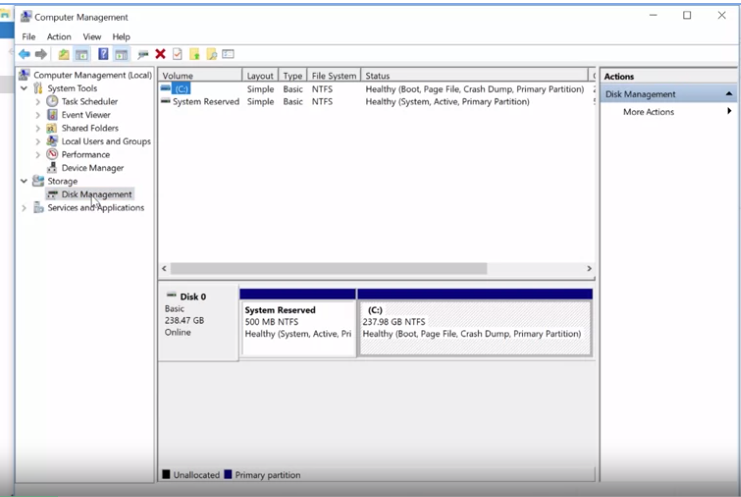 Computer Management
File Action View Help
Computer Management (Local)
System Tools
Task Scheduler
Event Viewer
Shared Folders
Local Users and Groups
Performance
Device Manager
Storage
Disk Management
Services and Applications
Volume Layout Type File System Status
(C:) Simple Basic NTFS Healthy (Boot, Page File, Crash Dump, Primary Partition)
System Reserved Simple Basic NTFS Healthy (System, Active, Primary Partition)
Disk 0
Basic
238.47 GB
Online
System Reserved
500 MB NTFS
Healthy (System, Active, Pri
(C:)
237.98 GB NTFS
Healthy (Boot, Page File, Crash Dump, Primary Partition)
Unallocated Primary partition
Actions
Disk Management
More Actions